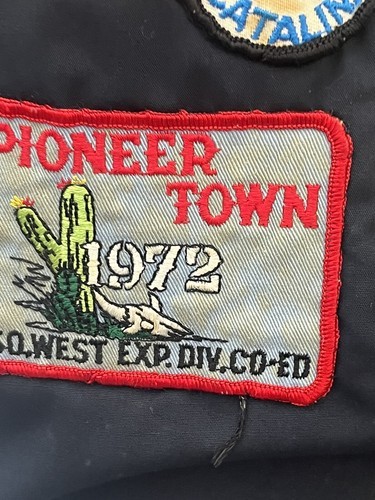 CATALIN
PIONEER
TOWN
1972
SO. WEST EXP. DIV. CO-ED